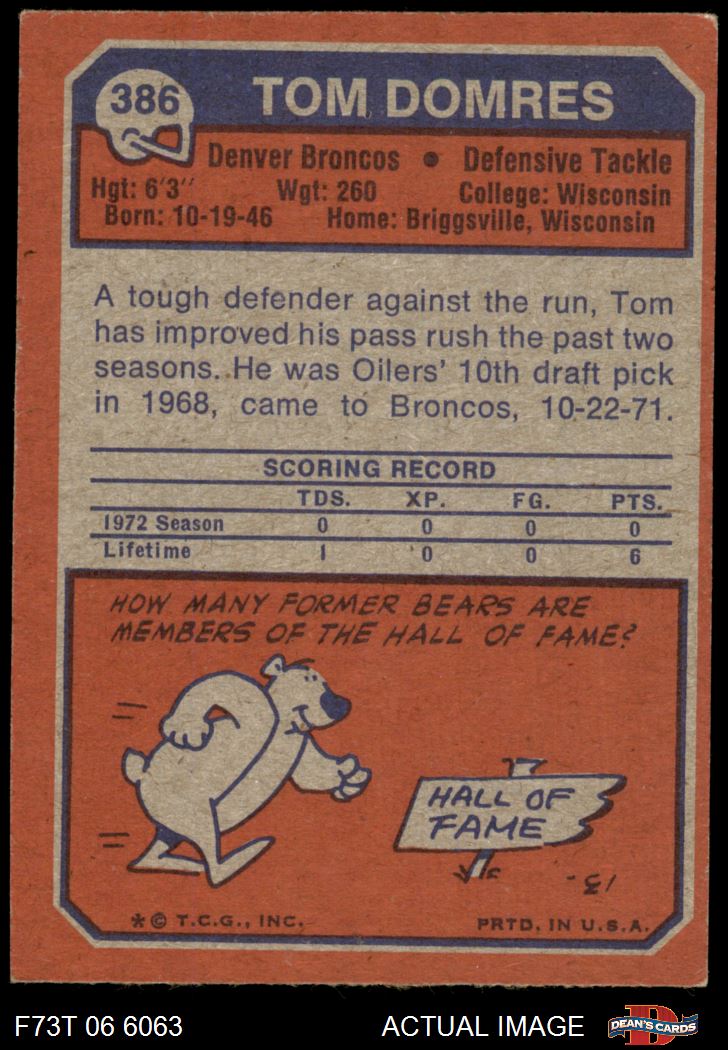 386
TOM DOMRES
Denver Broncos • Defensive Tackle
Hgt: 6'3" Wgt: 260 College: Wisconsin
Born: 10-19-46 Home: Briggsville, Wisconsin
A tough defender against the run, Tom
has improved his pass rush the past two
seasons. He was Oilers' 10th draft pick
in 1968, came to Broncos, 10-22-71.
SCORING RECORD
TDS. XP. FG. PTS.
1972 Season 0 0 0 0
Lifetime 1 0 0 6
HOW MANY FORMER BEARS ARE
MEMBERS OF THE HALL OF FAME?
HALL OF
FAME
-13
* © T.C.G., INC. PRTD. IN U.S.A.
F73T 06 6063 ACTUAL IMAGE DEAN'S CARDS